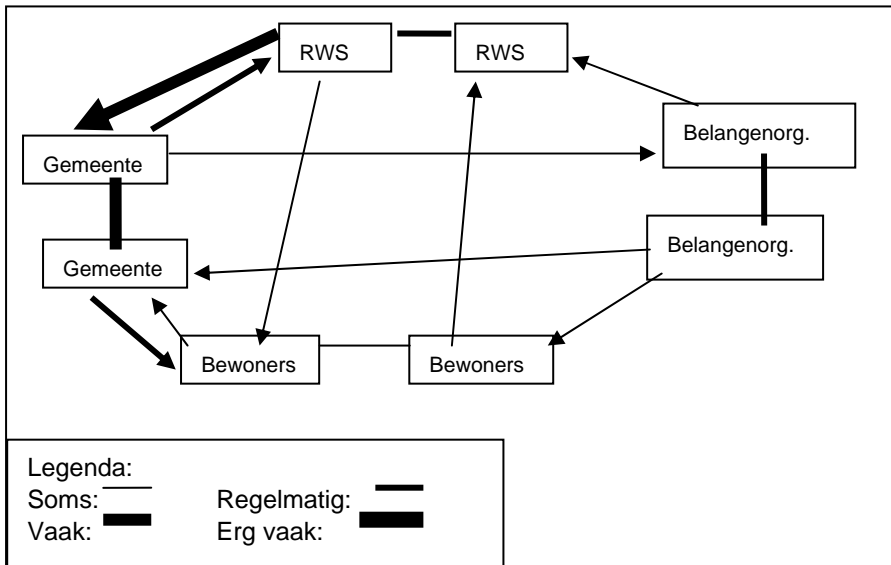 RWS
RWS
Belangenorg.
Gemeente
Belangenorg.
Gemeente
Bewoners
Bewoners
Legenda:
Soms: Regelmatig:
Vaak: Erg vaak: